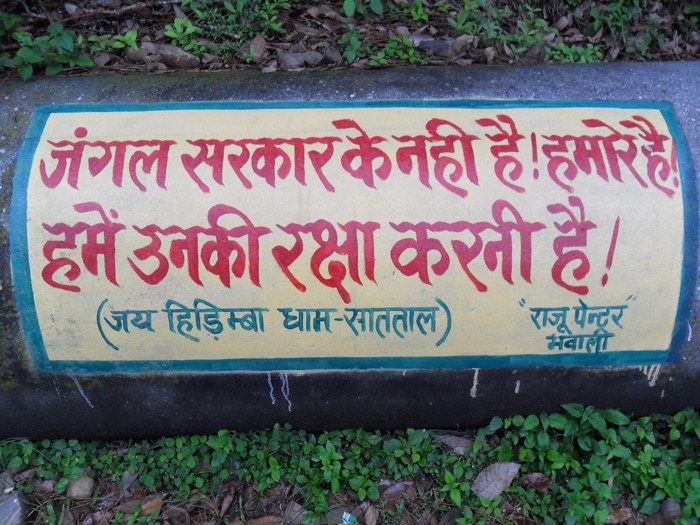 जंगल सरकार के नही है! हमोरे है!
हमें उनकी रक्षा करनी है!
(जय हिड़िम्बा धाम-सातताल)
"राजू पेन्टर"
भवाली